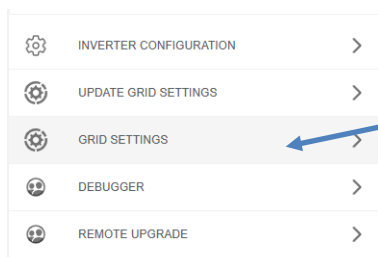 INVERTER CONFIGURATION
UPDATE GRID SETTINGS
GRID SETTINGS
DEBUGGER
REMOTE UPGRADE